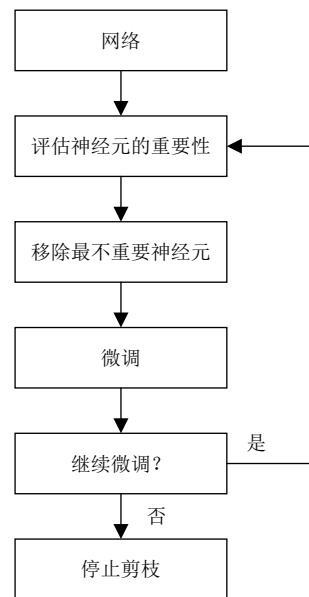 网络
评估神经元的重要性
移除最不重要神经元
微调
继续微调？
是
否
停止剪枝